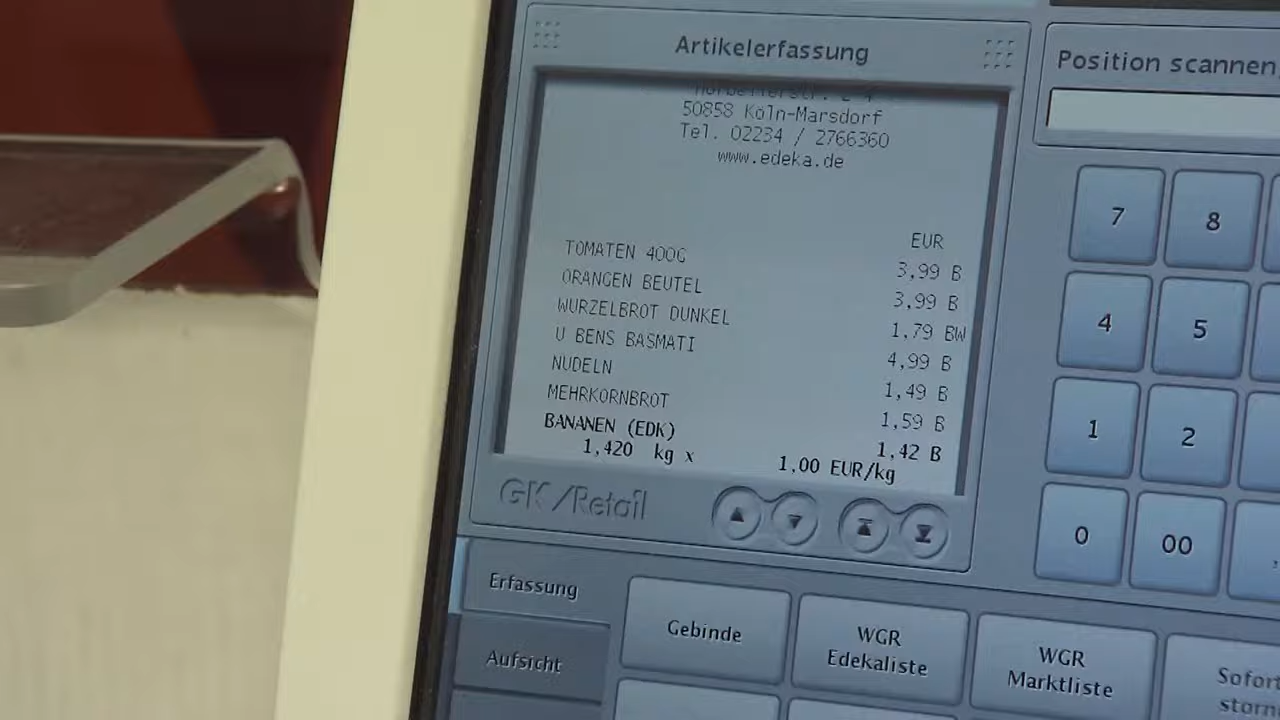 Artikelerfassung
50858 Köln-Marsdorf
Tel. 02234 / 2766360
www.edeka.de
EUR
TOMATEN 400G 3,99 B
ORANGEN BEUTEL 3,99 B
WURZELBROT DUNKEL 1,79 BW
U BENS BASMATI 4,99 B
NUDELN 1,49 B
MEHRKORNBROT 1,59 B
BANANEN (EDK) 1,42 B
1,420 kg x 1,00 EUR/kg
GK/Retail
Position scannen
7 8
4 5
1 2
0 00 ,
Erfassung
Aufsicht
Gebinde
WGR
Edekaliste
WGR
Marktliste
Sofort
storn